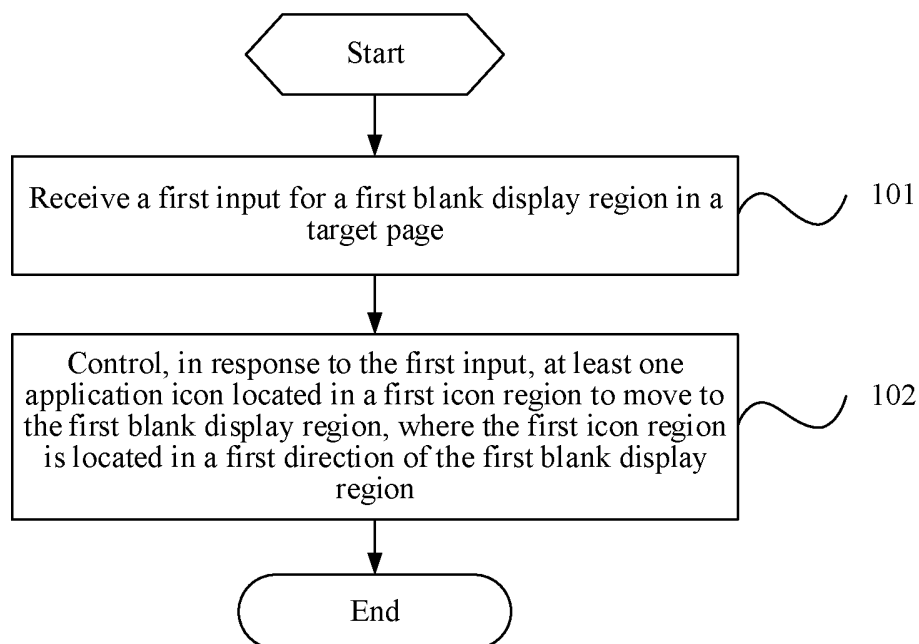 Start
Receive a first input for a first blank display region in a
target page
101
Control, in response to the first input, at least one
application icon located in a first icon region to move to
the first blank display region, where the first icon region
is located in a first direction of the first blank display
region
102
End